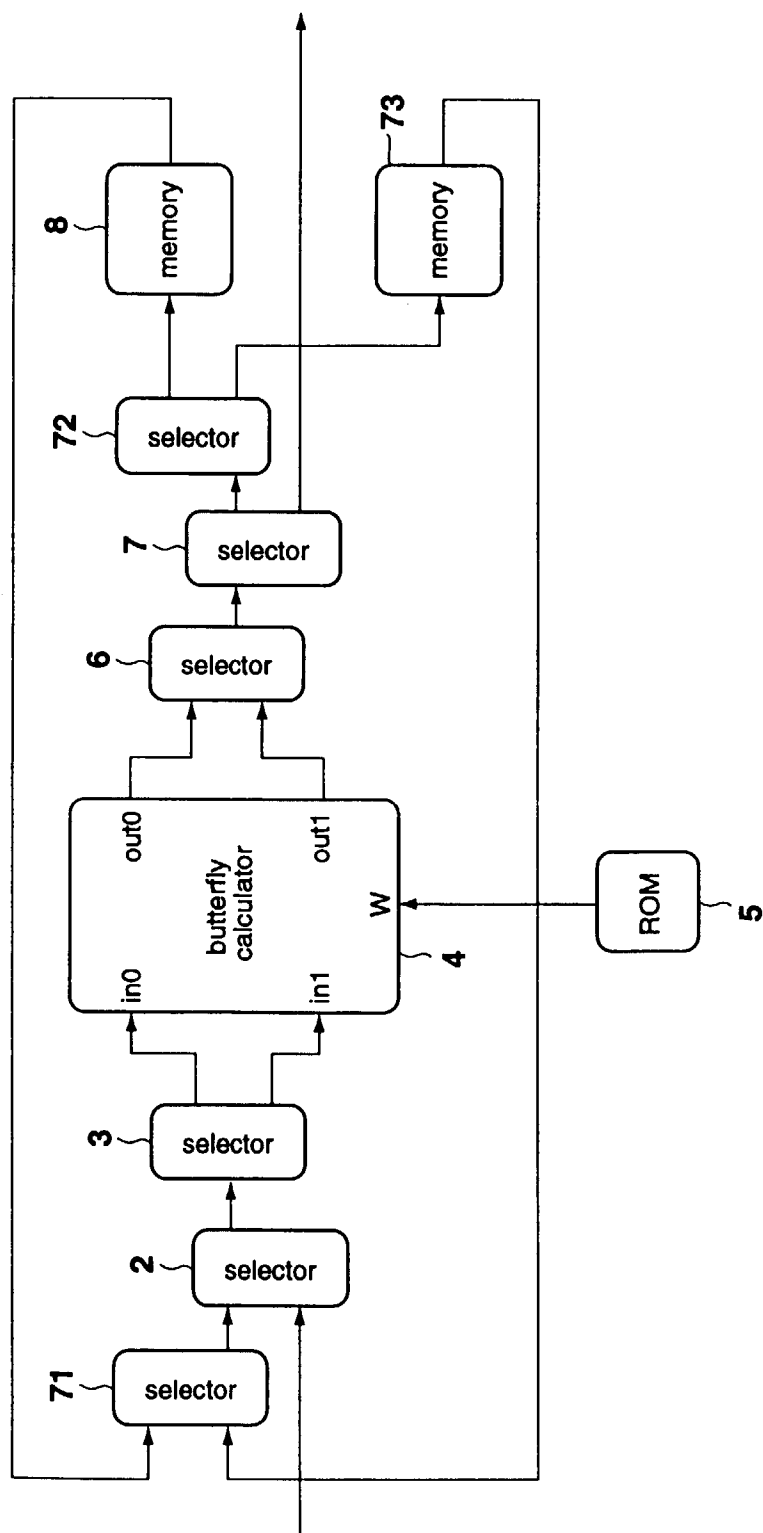 8
memory
73
memory
72
selector
7
selector
6
selector
out0
out1
butterfly
calculator
in0
in1
W
4
ROM
5
3
selector
2
selector
71
selector